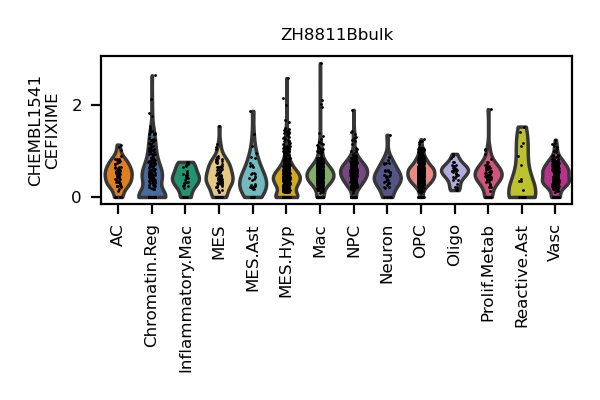 ZH8811Bbulk
CHEMBL1541
CEFIXIME
2
0
AC
Chromatin.Reg
Inflammatory.Mac
MES
MES.Ast
MES.Hyp
Mac
NPC
Neuron
OPC
Oligo
Prolif.Metab
Reactive.Ast
Vasc